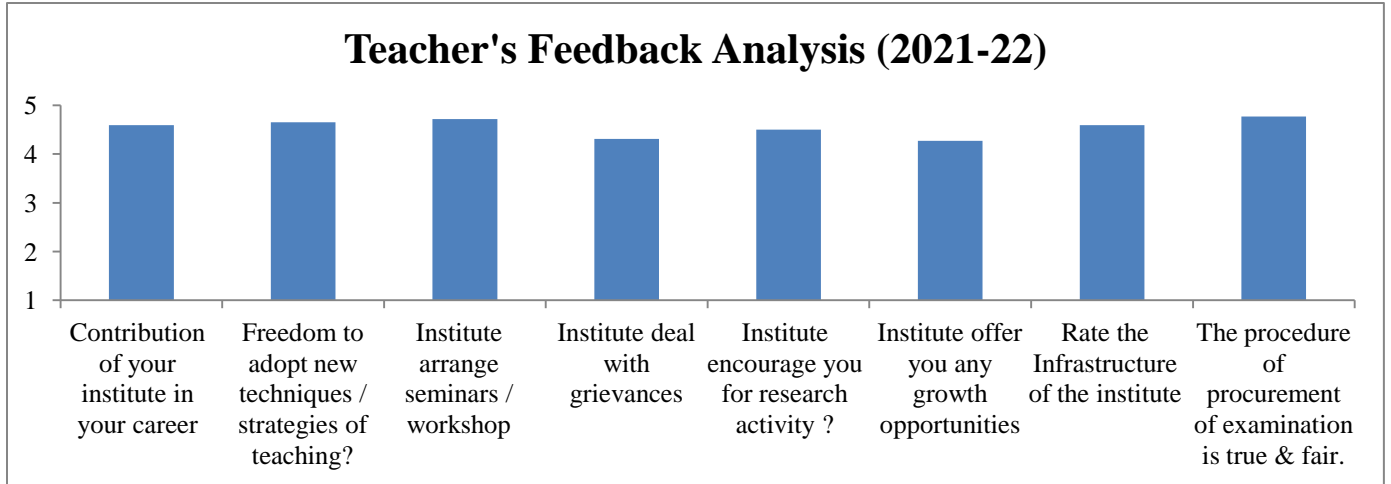 Teacher's Feedback Analysis (2021-22)
5
4
3
2
1
Contribution
of your
institute in
your career
Freedom to
adopt new
techniques /
strategies of
teaching?
Institute
arrange
seminars /
workshop
Institute deal
with
grievances
Institute
encourage you
for research
activity ?
Institute offer
you any
growth
opportunities
Rate the
Infrastructure
of the institute
The procedure
of
procurement
of examination
is true & fair.